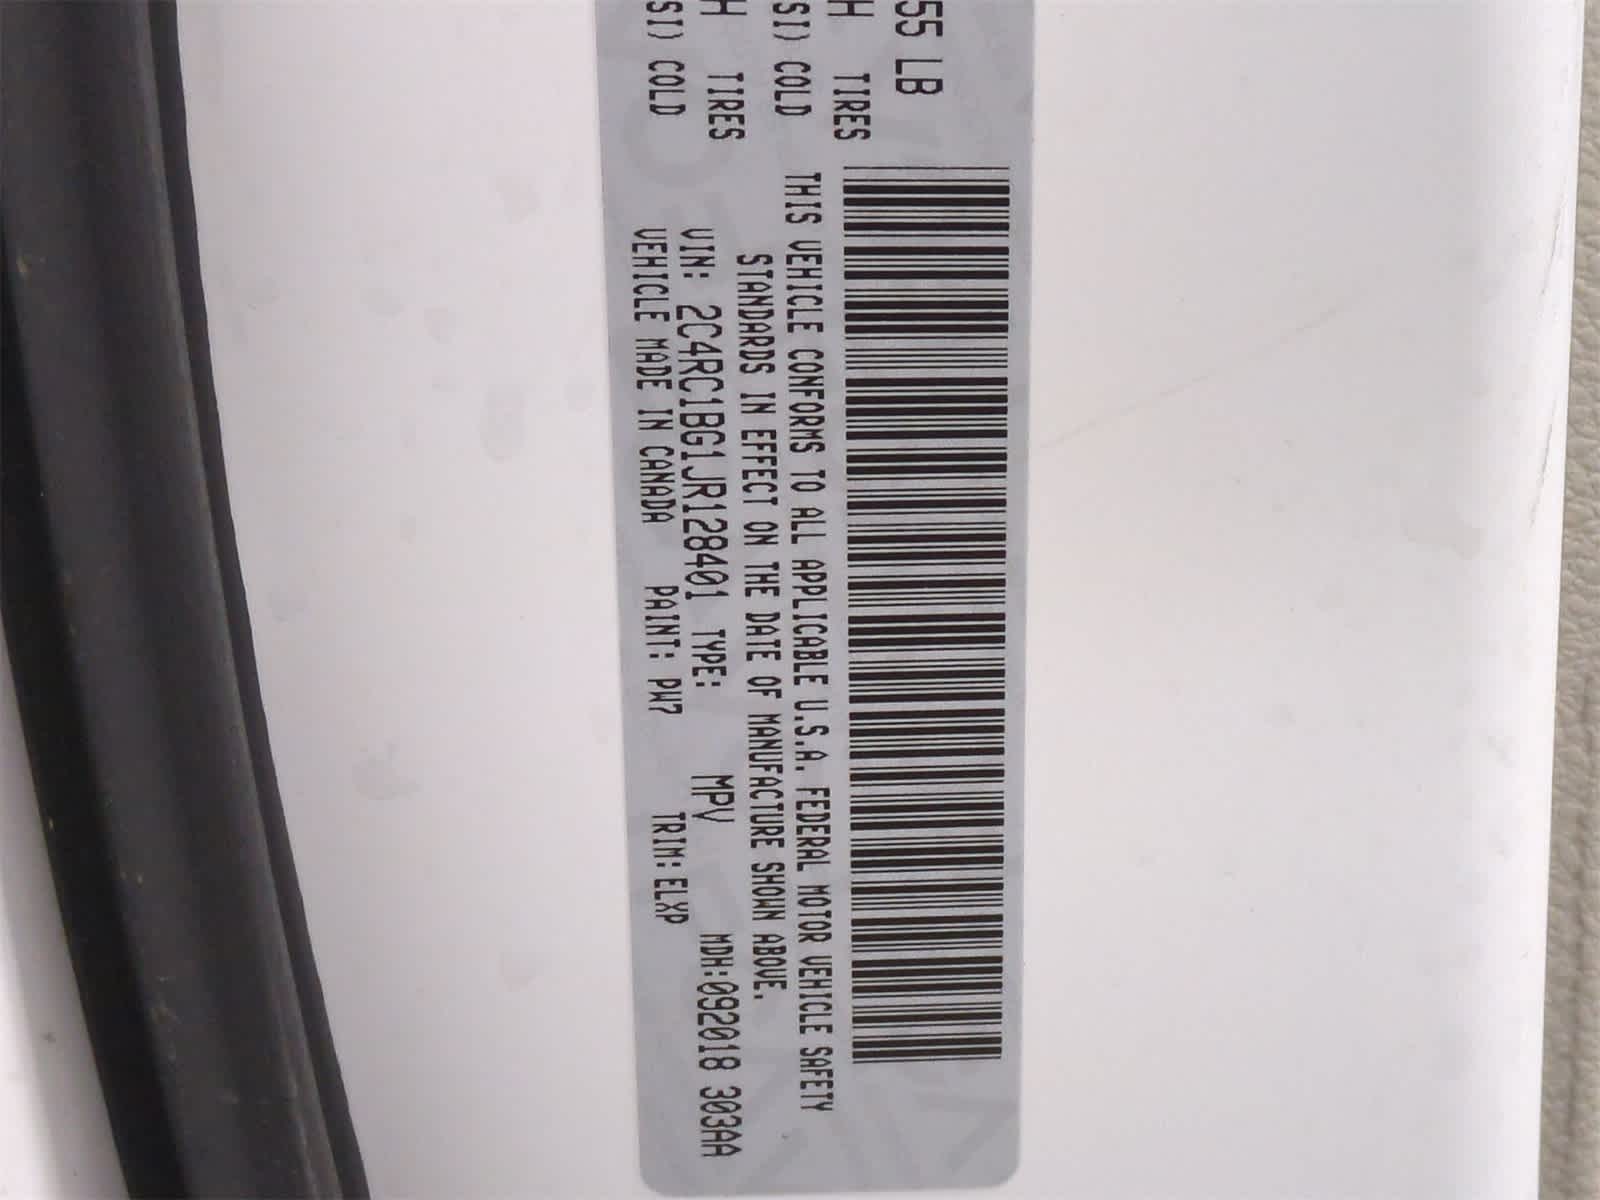 55 LB
H TIRES
SI) COLD
H TIRES
SI) COLD
THIS VEHICLE CONFORMS TO ALL APPLICABLE U.S.A. FEDERAL MOTOR VEHICLE SAFETY
STANDARDS IN EFFECT ON THE DATE OF MANUFACTURE SHOWN ABOVE.
VIN: 2C4RC1BG1JR128401 TYPE: MPV MDH:092018 303AA
VEHICLE MADE IN CANADA PAINT: PW7 TRIM: ELXP